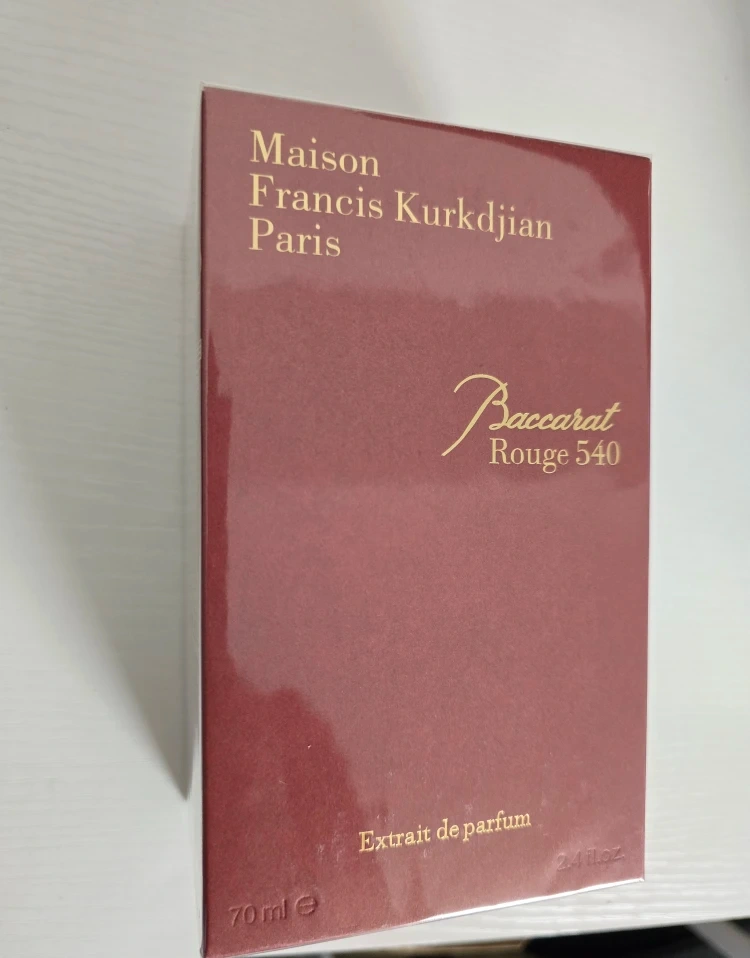 Maison
Francis Kurkdjian
Paris
Baccarat
Rouge 540
Extrait de parfum
70 ml ℮
2.4 fl.oz.